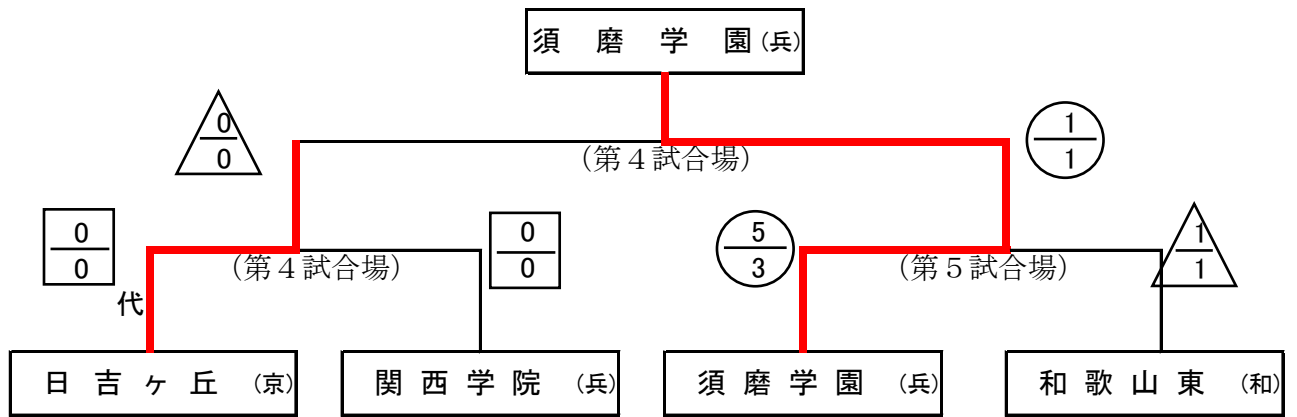 須磨学園(兵)
0
0
1
1
(第4試合場)
0
0
0
0
5
3
1
1
(第4試合場)
(第5試合場)
代
日吉ヶ丘(京)
関西学院(兵)
須磨学園(兵)
和歌山東(和)